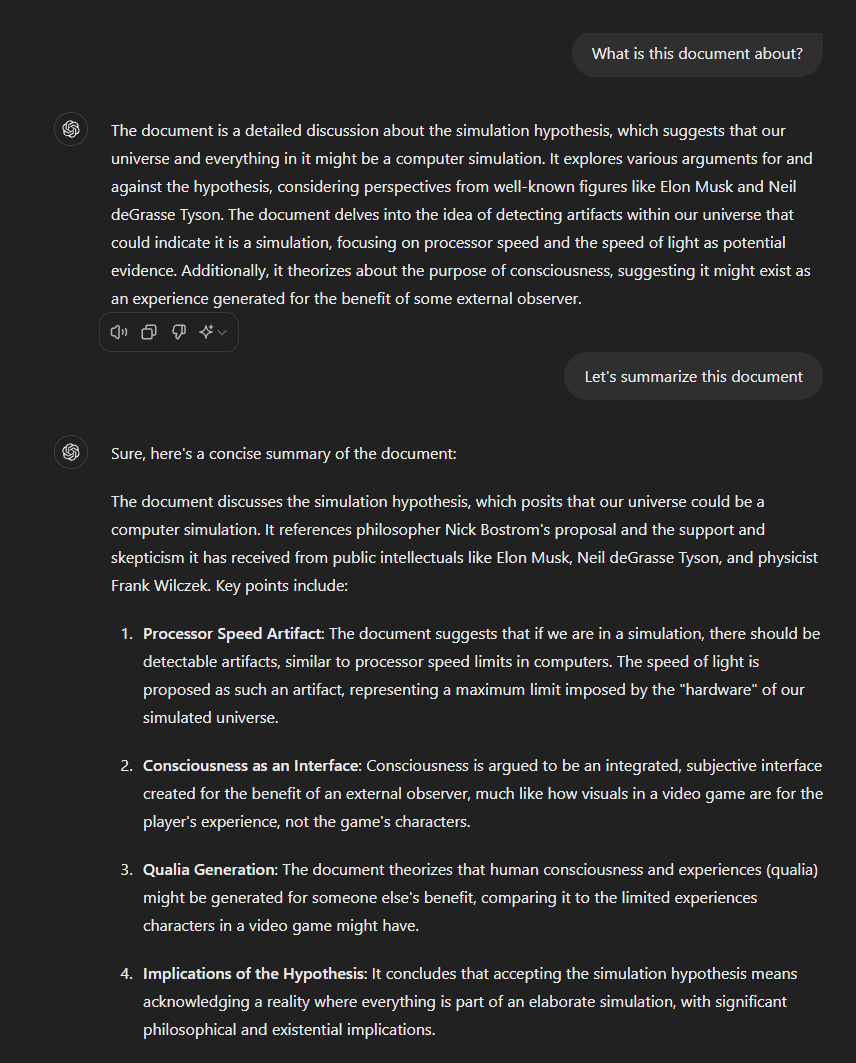 What is this document about?
The document is a detailed discussion about the simulation hypothesis, which suggests that our
universe and everything in it might be a computer simulation. It explores various arguments for and
against the hypothesis, considering perspectives from well-known figures like Elon Musk and Neil
deGrasse Tyson. The document delves into the idea of detecting artifacts within our universe that
could indicate it is a simulation, focusing on processor speed and the speed of light as potential
evidence. Additionally, it theorizes about the purpose of consciousness, suggesting it might exist as
an experience generated for the benefit of some external observer.
Let's summarize this document
Sure, here's a concise summary of the document:
The document discusses the simulation hypothesis, which posits that our universe could be a
computer simulation. It references philosopher Nick Bostrom's proposal and the support and
skepticism it has received from public intellectuals like Elon Musk, Neil deGrasse Tyson, and physicist
Frank Wilczek. Key points include:
1. Processor Speed Artifact: The document suggests that if we are in a simulation, there should be
detectable artifacts, similar to processor speed limits in computers. The speed of light is
proposed as such an artifact, representing a maximum limit imposed by the "hardware" of our
simulated universe.
2. Consciousness as an Interface: Consciousness is argued to be an integrated, subjective interface
created for the benefit of an external observer, much like how visuals in a video game are for the
player's experience, not the game's characters.
3. Qualia Generation: The document theorizes that human consciousness and experiences (qualia)
might be generated for someone else's benefit, comparing it to the limited experiences
characters in a video game might have.
4. Implications of the Hypothesis: It concludes that accepting the simulation hypothesis means
acknowledging a reality where everything is part of an elaborate simulation, with significant
philosophical and existential implications.